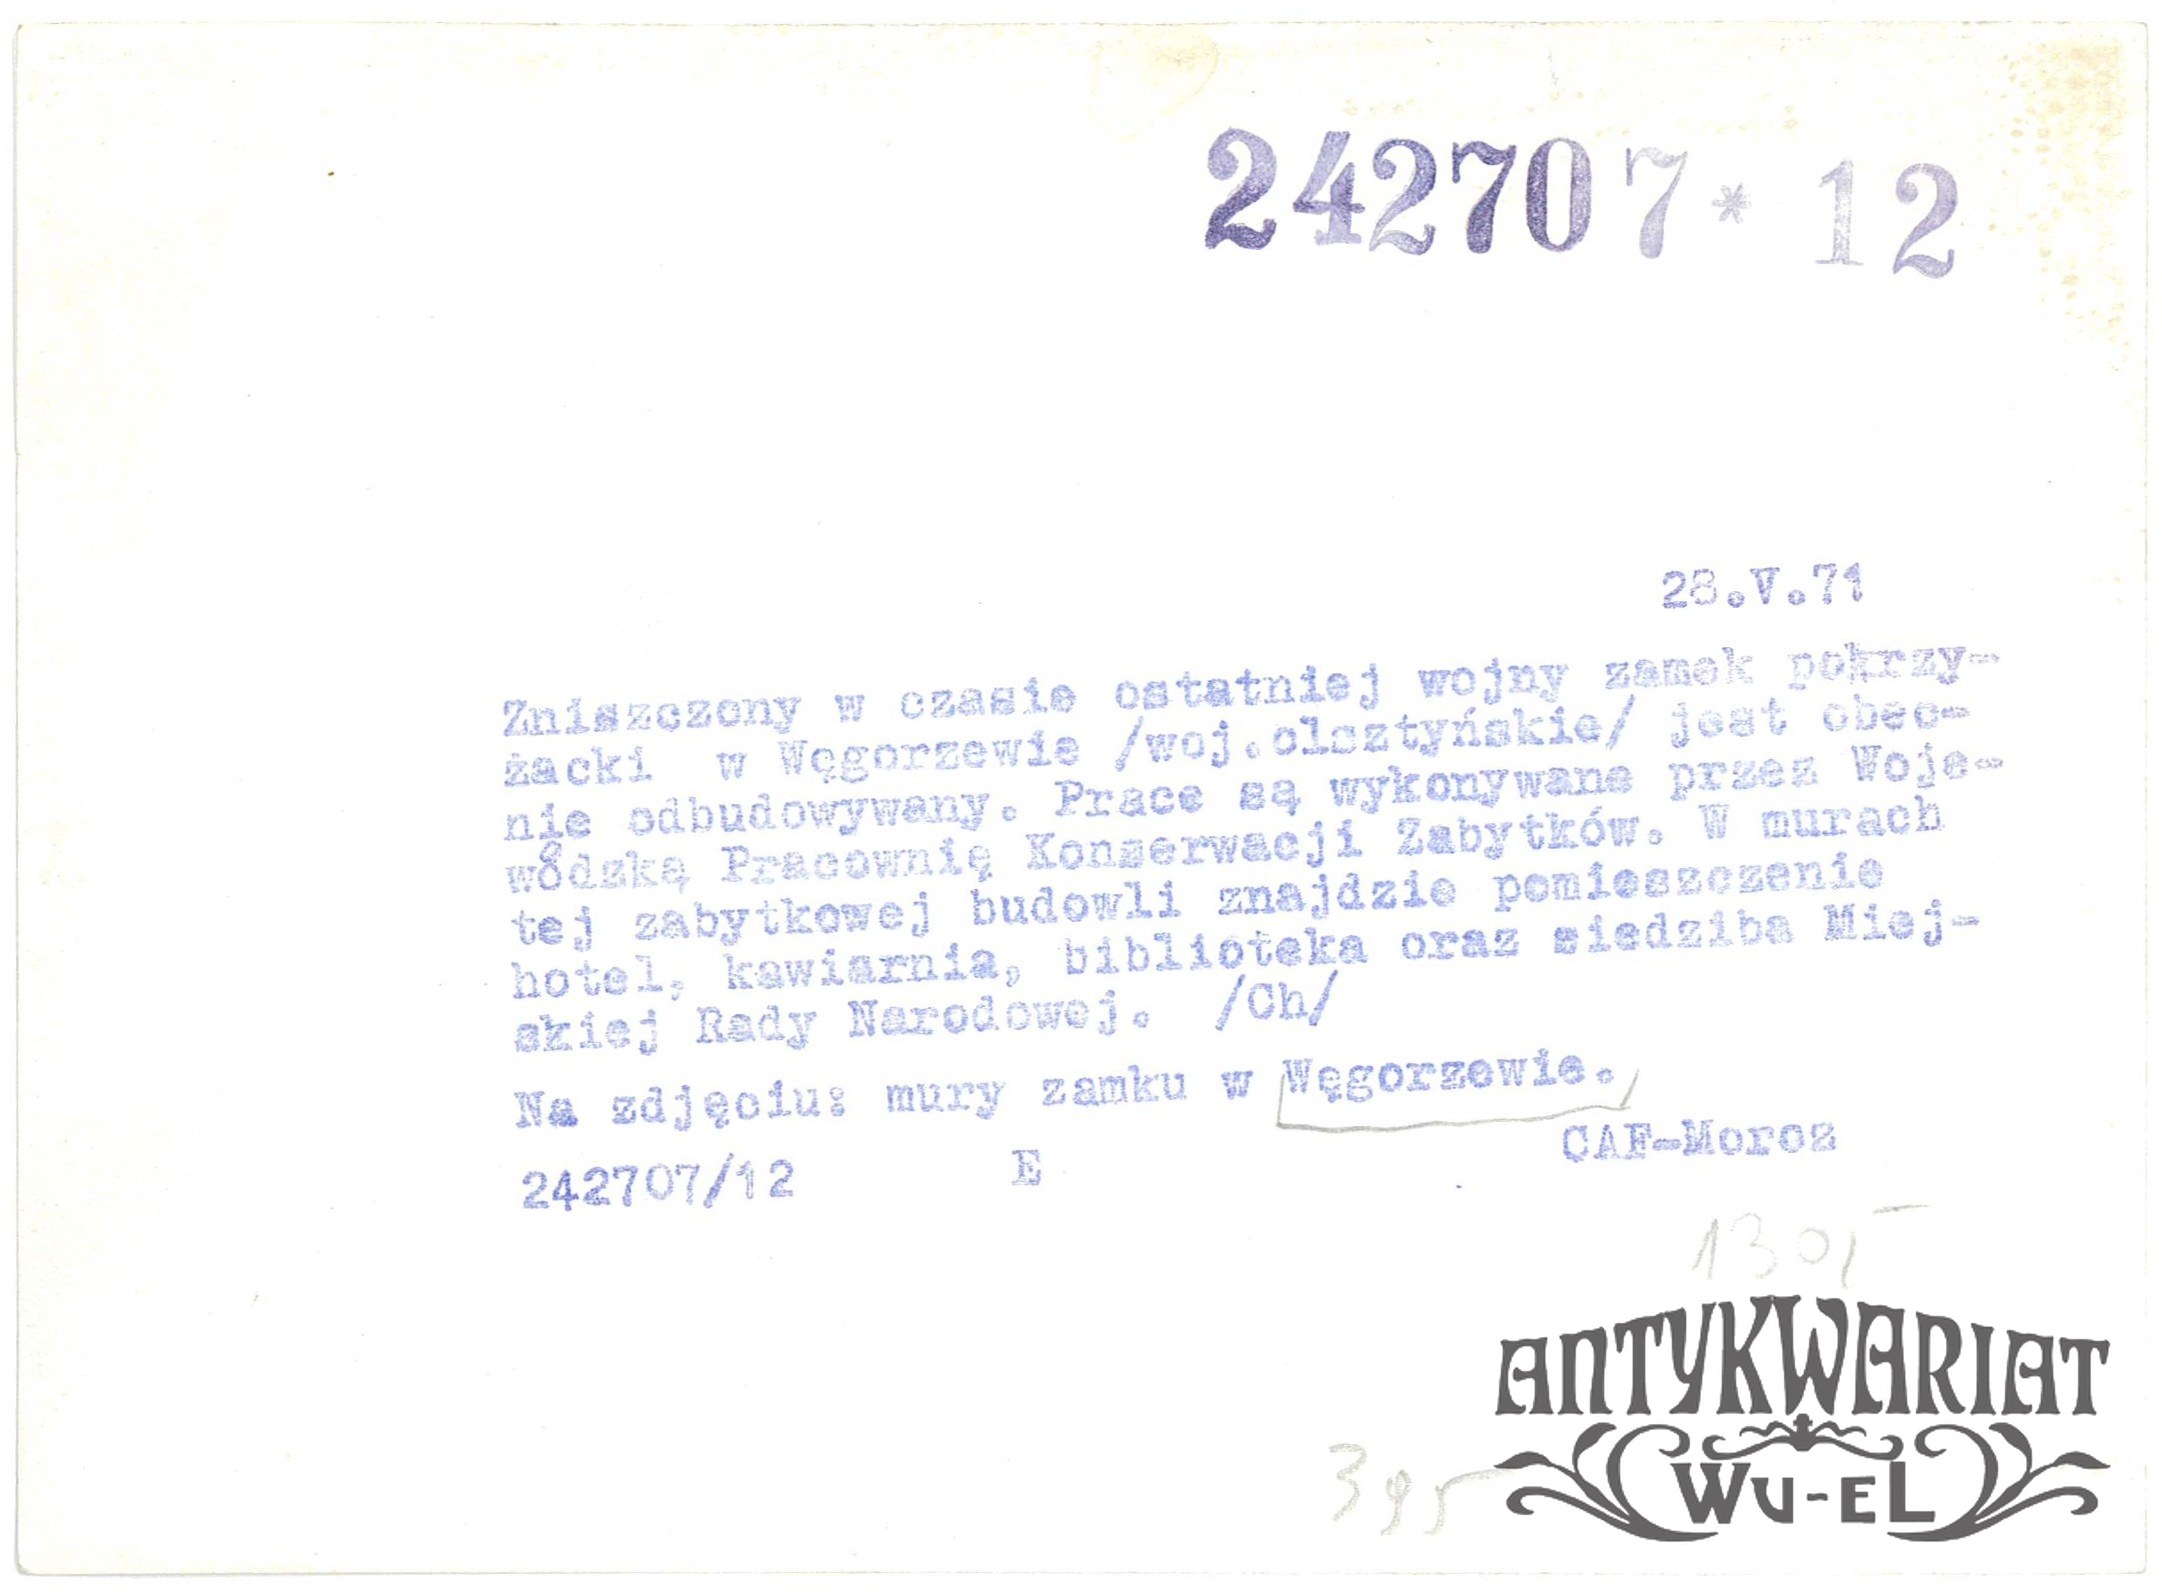 242707* 12
28.V.71
Zniszczony w czasie ostatniej wojny zamek pokrzy-
żacki w Węgorzewie /woj.olsztyńskie/ jest obec-
nie odbudowywany. Prace są wykonywane przez Woje-
wódzką Pracownię Konserwacji Zabytków. W murach
tej zabytkowej budowli znajdzie pomieszczenie
hotel, kawiarnia, biblioteka oraz siedziba Miej-
skiej Rady Narodowej. /Ch/
Na zdjęciu: mury zamku w Węgorzewie.
CAF-Moroz
242707/12 E
1305
ANTYKWARIAT
395
WU-EL